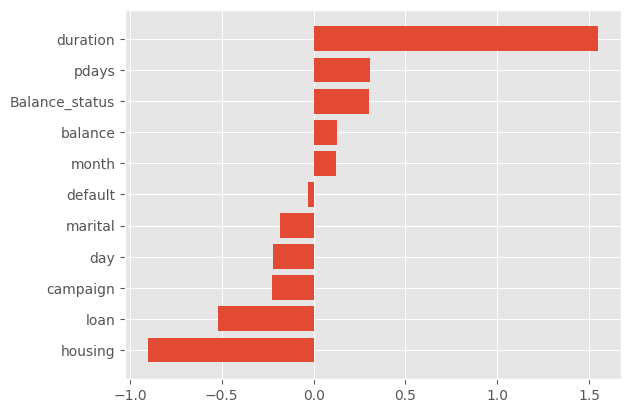 duration
pdays
Balance_status
balance
month
default
marital
day
campaign
loan
housing
−1.0 −0.5 0.0 0.5 1.0 1.5